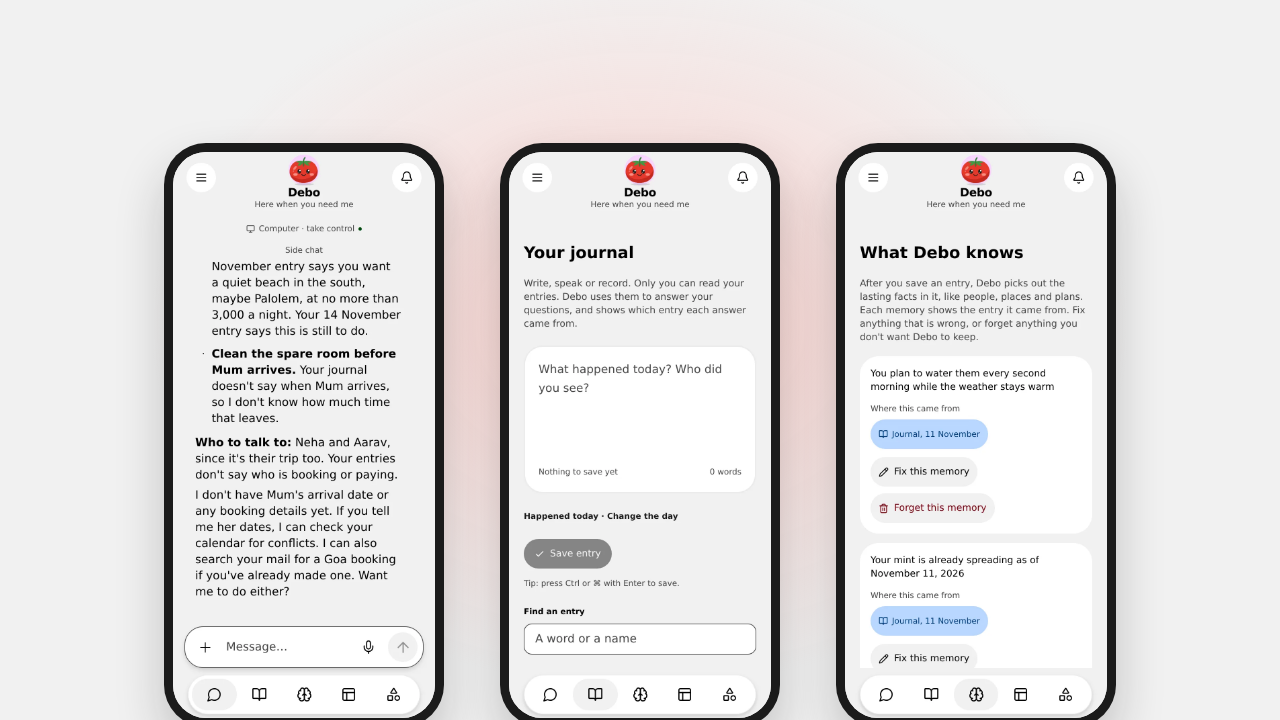 Debo
Here when you need me
Computer · take control
Side chat
November entry says you want
a quiet beach in the south,
maybe Palolem, at no more than
3,000 a night. Your 14 November
entry says this is still to do.
· Clean the spare room before
Mum arrives. Your journal
doesn't say when Mum arrives,
so I don't know how much time
that leaves.
Who to talk to: Neha and Aarav,
since it's their trip too. Your entries
don't say who is booking or paying.
I don't have Mum's arrival date or
any booking details yet. If you tell
me her dates, I can check your
calendar for conflicts. I can also
search your mail for a Goa booking
if you've already made one. Want
me to do either?
Message...
Debo
Here when you need me
Your journal
Write, speak or record. Only you can read your
entries. Debo uses them to answer your
questions, and shows which entry each answer
came from.
What happened today? Who did
you see?
Nothing to save yet
0 words
Happened today · Change the day
Save entry
Tip: press Ctrl or ⌘ with Enter to save.
Find an entry
A word or a name
Debo
Here when you need me
What Debo knows
After you save an entry, Debo picks out the
lasting facts in it, like people, places and plans.
Each memory shows the entry it came from. Fix
anything that is wrong, or forget anything you
don't want Debo to keep.
You plan to water them every second
morning while the weather stays warm
Where this came from
Journal, 11 November
Fix this memory
Forget this memory
Your mint is already spreading as of
November 11, 2026
Where this came from
Journal, 11 November
Fix this memory